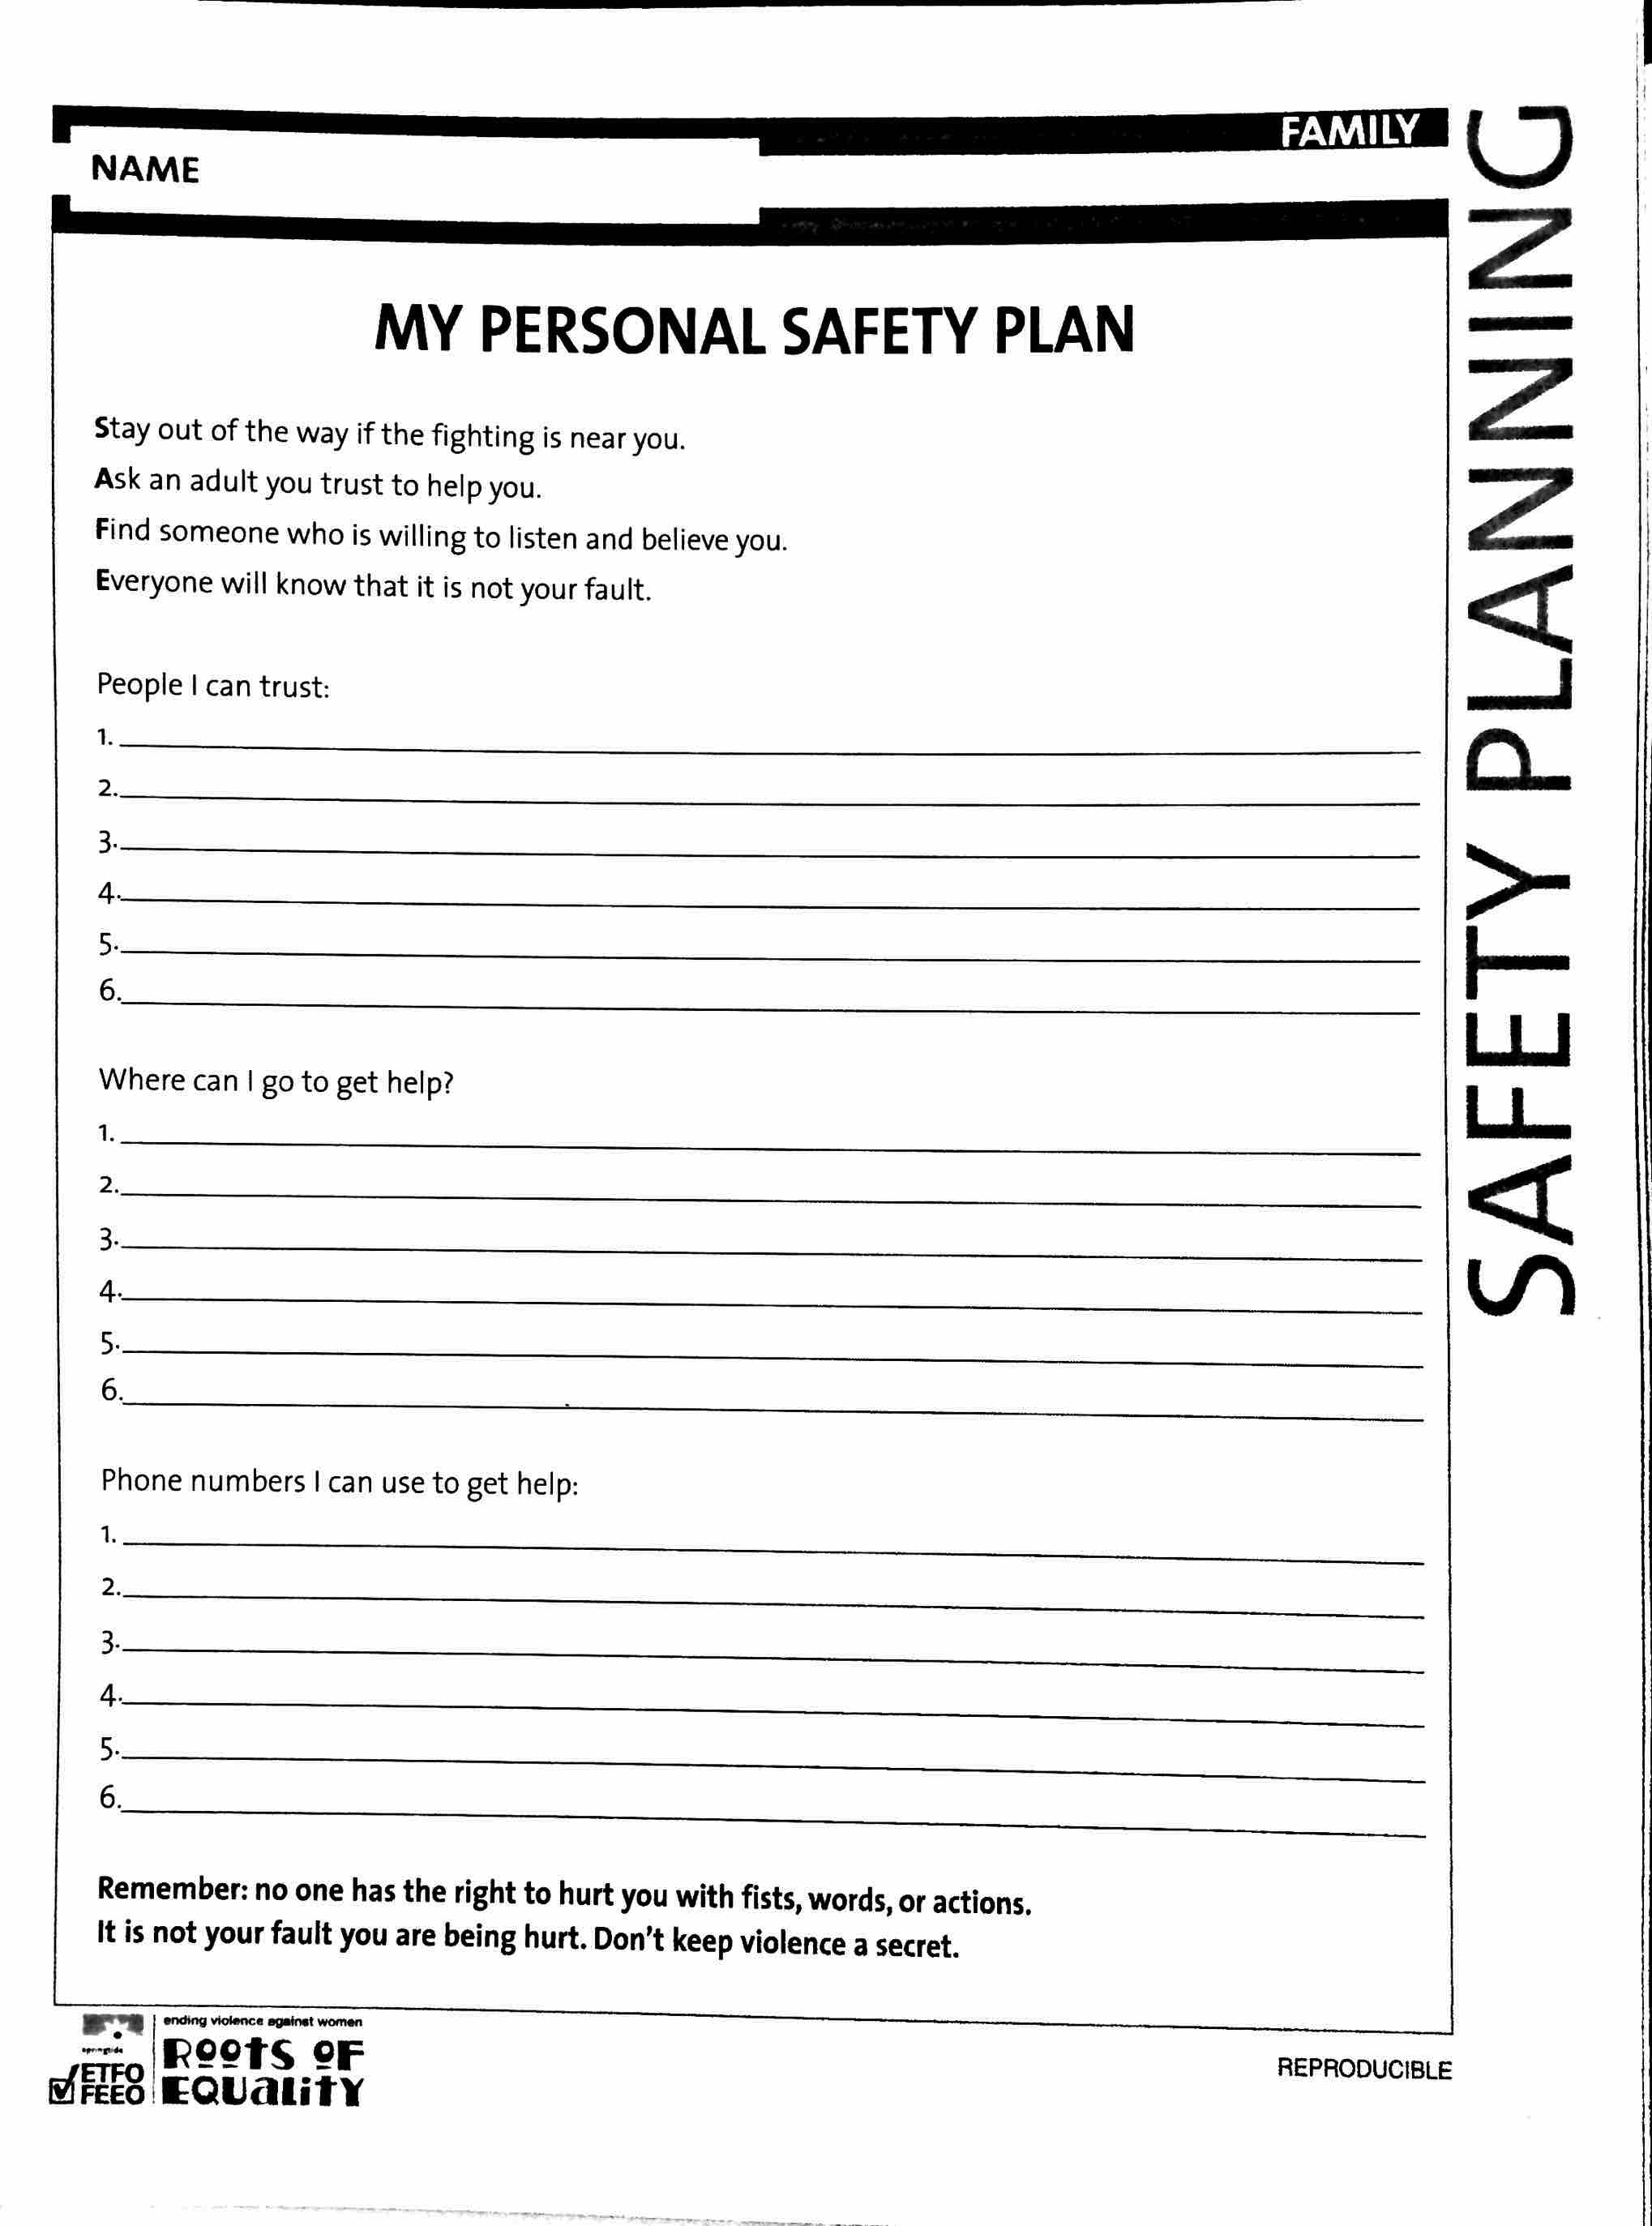 FAMILY
NAME
SAFETY PLANNING
MY PERSONAL SAFETY PLAN
Stay out of the way if the fighting is near you.
Ask an adult you trust to help you.
Find someone who is willing to listen and believe you.
Everyone will know that it is not your fault.
People I can trust:
1.
2.
3.
4.
5.
6.
Where can I go to get help?
1.
2.
3.
4.
5.
6.
Phone numbers I can use to get help:
1.
2.
3.
4.
5.
6.
Remember: no one has the right to hurt you with fists, words, or actions.
It is not your fault you are being hurt. Don't keep violence a secret.
springtide
ETFO
FEEO
ending violence against women
Roots of
Equality
REPRODUCIBLE